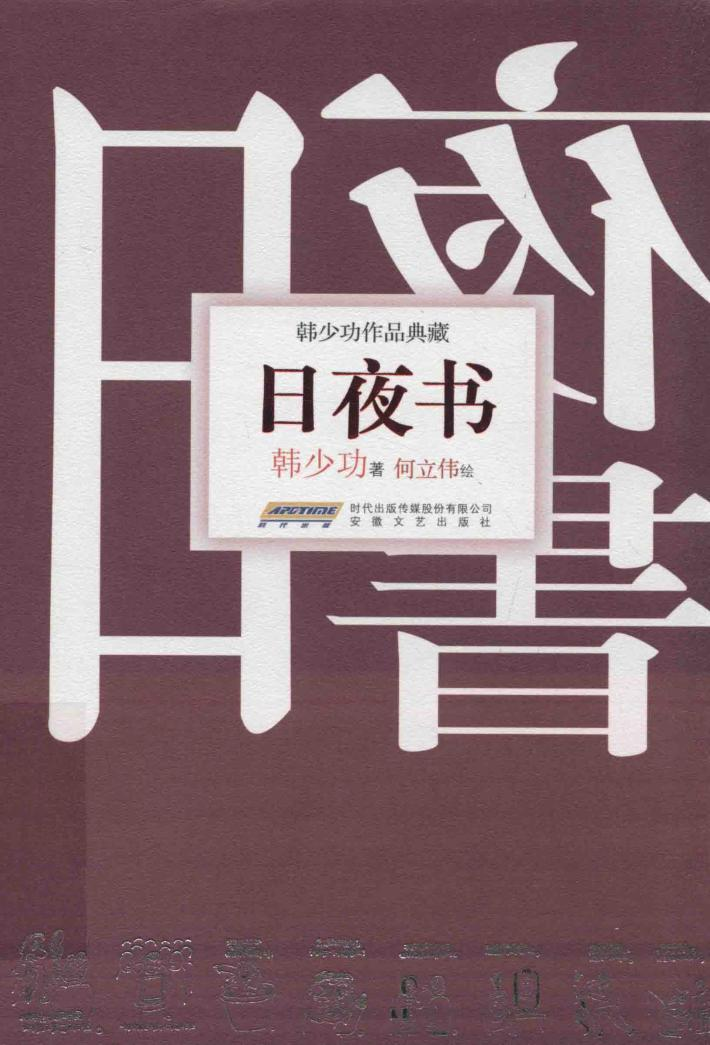 日夜書
韩少功作品典藏
日夜书
韩少功 著 何立伟 绘
ARCTIME 时代出版传媒股份有限公司
时代出版 安徽文艺出版社